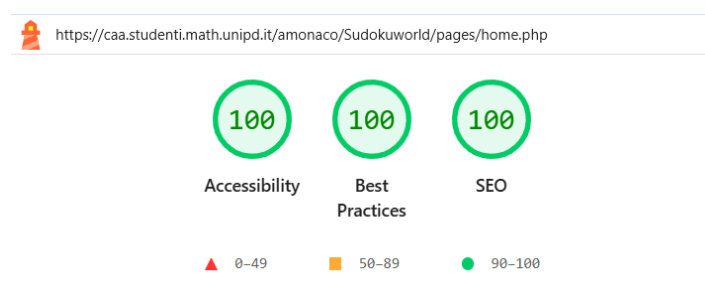 https://caa.studenti.math.unipd.it/amonaco/Sudokuworld/pages/home.php
100 100 100
Accessibility Best Practices SEO
0–49 50–89 90–100